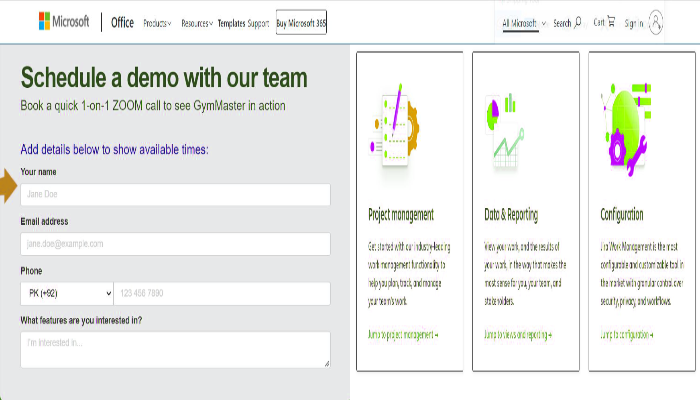 Microsoft Office Products Resources Templates Support Buy Microsoft 365 All Microsoft Search Cart Sign in
Schedule a demo with our team
Book a quick 1-on-1 ZOOM call to see GymMaster in action
Add details below to show available times:
Your name
Jane Doe
Email address
jane.doe@example.com
Phone
PK (+92) 123 456 7890
What features are you interested in?
I'm interested in...
Project management
Get started with our industry-leading
work management functionality to
help you plan, track, and manage
your team's work.
Jump to project management →
Data & Reporting
View your work, and the results of
your work, in the way that makes the
most sense for you, your team, and
stakeholders.
Jump to views and reporting →
Configuration
Jira Work Management is the most
configurable and customizable tool in
the market with granular control over
security, privacy, and workflows.
Jump to configuration →